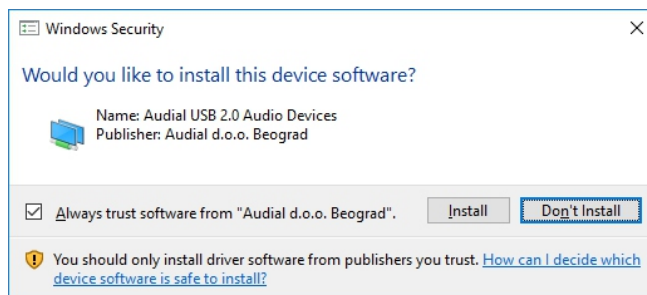 Windows Security
Would you like to install this device software?
Name: Audial USB 2.0 Audio Devices
Publisher: Audial d.o.o. Beograd
Always trust software from "Audial d.o.o. Beograd".
Install
Don't Install
You should only install driver software from publishers you trust. How can I decide which
device software is safe to install?